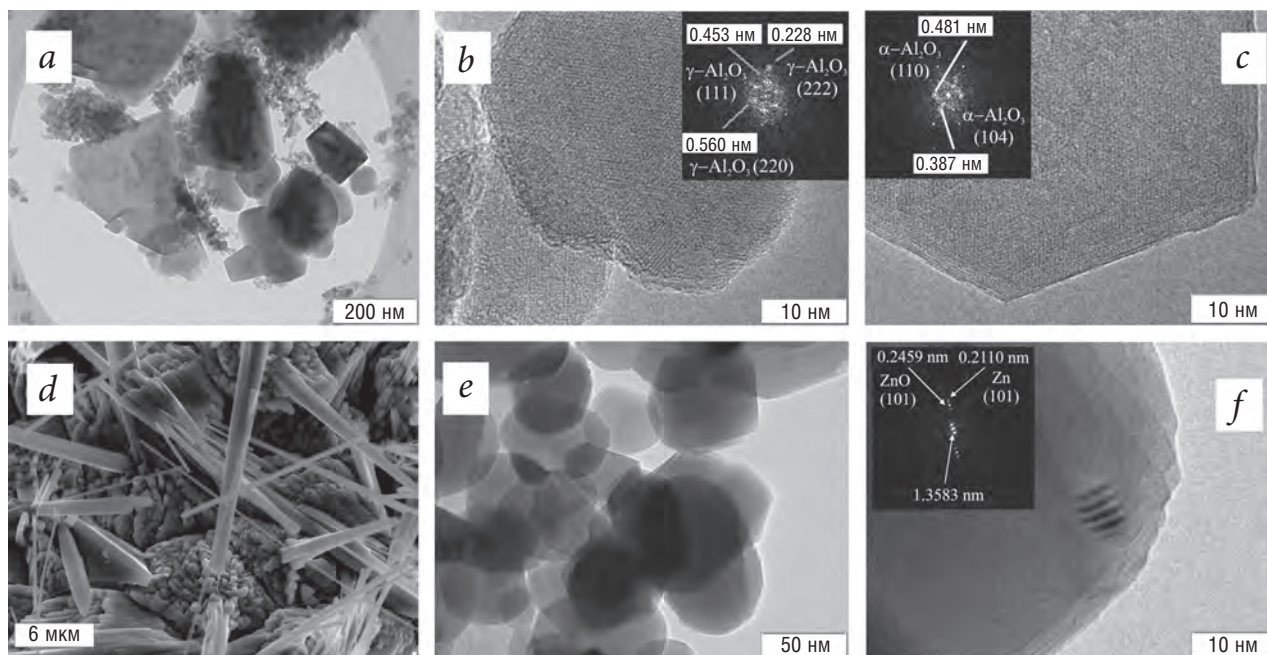 a
200 нм
b
0.453 нм 0.228 нм
γ–Al₂O₃ γ–Al₂O₃
(111) (222)
0.560 нм
γ–Al₂O₃ (220)
10 нм
c
0.481 нм
α–Al₂O₃
(110)
α–Al₂O₃
(104)
0.387 нм
10 нм
d
6 мкм
e
50 нм
f
0.2459 nm 0.2110 nm
ZnO Zn
(101) (101)
1.3583 nm
10 нм